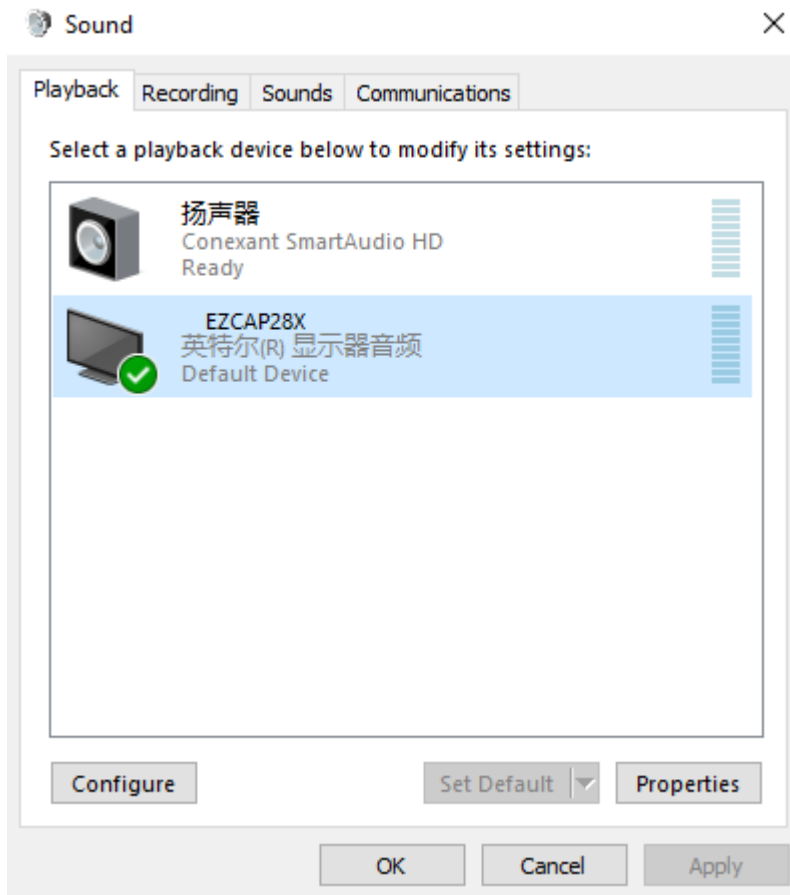 Sound
Playback Recording Sounds Communications
Select a playback device below to modify its settings:
扬声器
Conexant SmartAudio HD
Ready
EZCAP28X
英特尔(R) 显示器音频
Default Device
Configure Set Default Properties
OK Cancel Apply